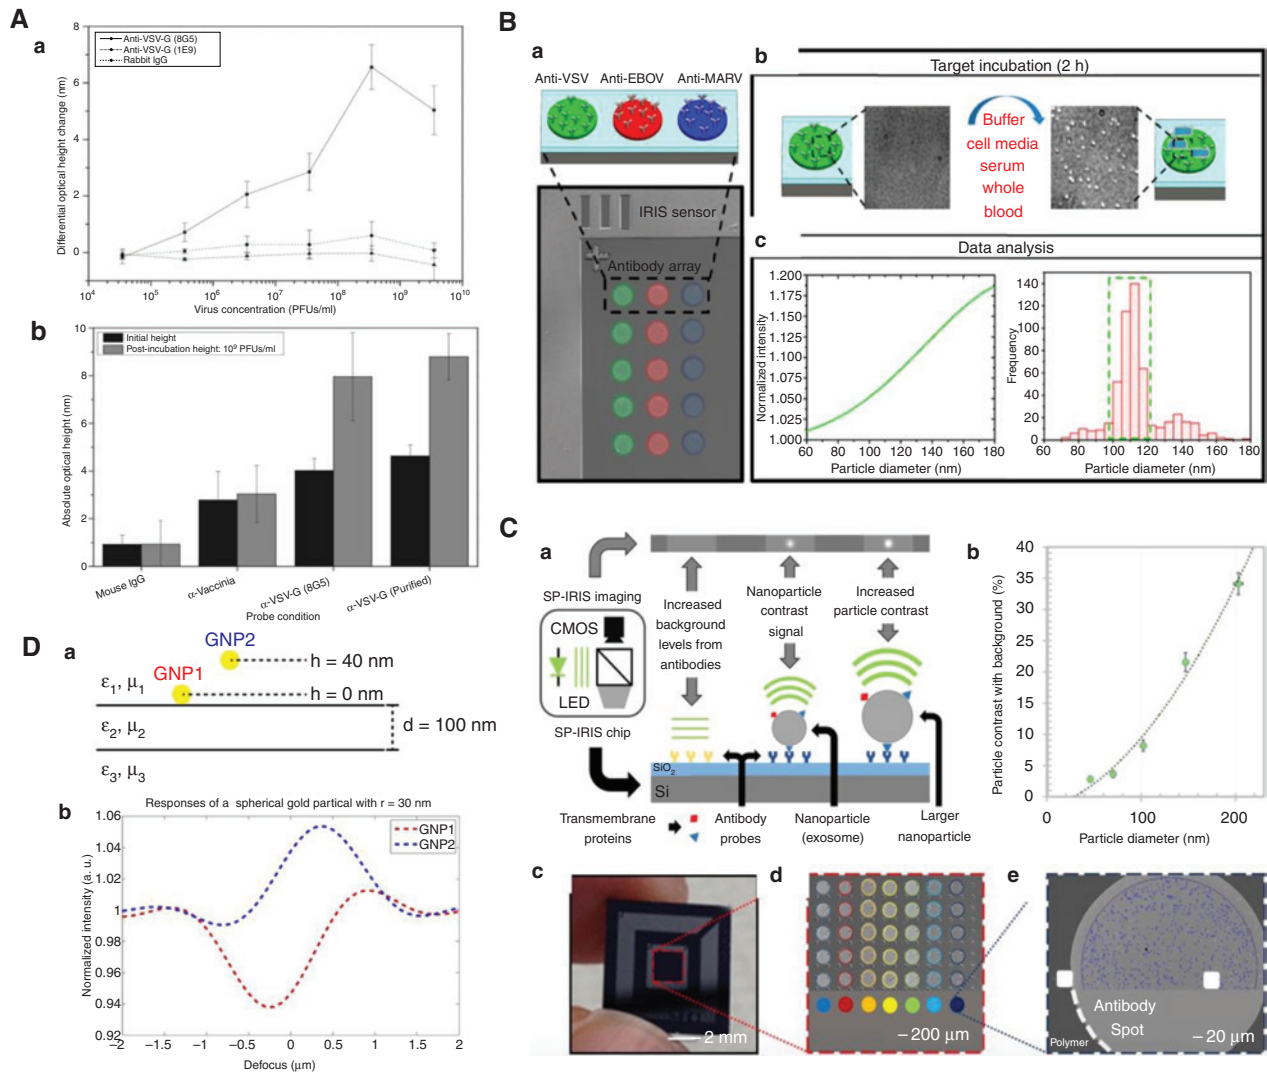 A
a
Anti-VSV-G (8G5)
Anti-VSV-G (1E9)
Rabbit IgG
Differential optical height change (nm)
8
6
4
2
0
10⁴
10⁵
10⁶
10⁷
10⁸
10⁹
10¹⁰
Virus concentration (PFUs/ml)
b
Initial height
Post-incubation height: 10⁹ PFUs/ml
Absolute optical height (nm)
10
8
6
4
2
0
Mouse IgG
α-Vaccinia
α-VSV-G (8G5)
α-VSV-G (Purified)
Probe condition
B
a
Anti-VSV
Anti-EBOV
Anti-MARV
IRIS sensor
Antibody array
b
Target incubation (2 h)
Buffer
cell media
serum
whole
blood
c
Data analysis
Normalized intensity
1.200
1.175
1.150
1.125
1.100
1.075
1.050
1.025
1.000
60 80 100 120 140 160 180
Particle diameter (nm)
Frequency
140
120
100
80
60
40
20
0
60 80 100 120 140 160 180
Particle diameter (nm)
C
a
SP-IRIS imaging
CMOS
LED
SP-IRIS chip
Increased
background
levels from
antibodies
Nanoparticle
contrast
signal
Increased
particle contrast
SiO₂
Si
Transmembrane
proteins
Antibody
probes
Nanoparticle
(exosome)
Larger
nanoparticle
b
Particle contrast with background (%)
40
35
30
25
20
15
10
5
0
0 100 200
Particle diameter (nm)
c
2 mm
d
200 μm
e
Antibody
Spot
Polymer
20 μm
D
a
GNP2
GNP1
h = 40 nm
h = 0 nm
ε₁, μ₁
ε₂, μ₂
ε₃, μ₃
d = 100 nm
b
Responses of a spherical gold partical with r = 30 nm
GNP1
GNP2
Normalized intensity (a. u.)
1.06
1.04
1.02
1
0.98
0.96
0.94
0.92
−2 −1.5 −1 −0.5 0 0.5 1 1.5 2
Defocus (μm)